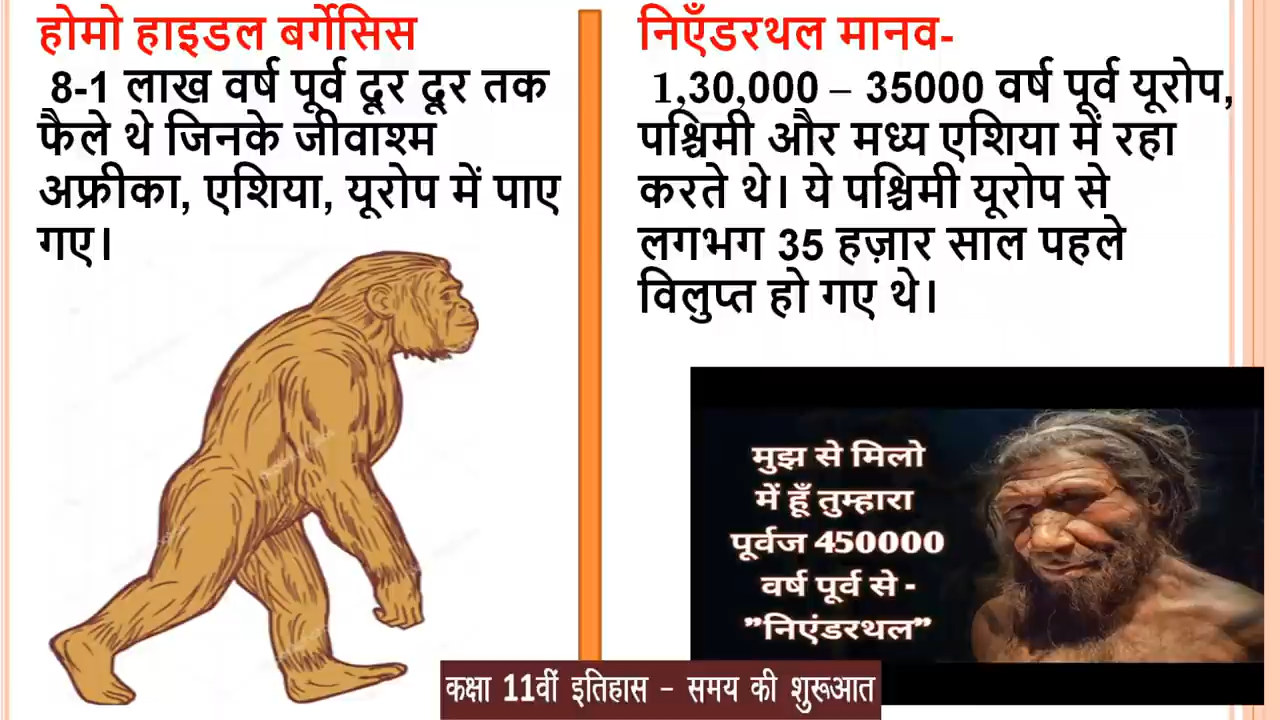 होमो हाइडल बर्गेसिस
8-1 लाख वर्ष पूर्व दूर दूर तक
फैले थे जिनके जीवाश्म
अफ्रीका, एशिया, यूरोप में पाए
गए।
निएँडरथल मानव-
1,30,000 – 35000 वर्ष पूर्व यूरोप,
पश्चिमी और मध्य एशिया में रहा
करते थे। ये पश्चिमी यूरोप से
लगभग 35 हज़ार साल पहले
विलुप्त हो गए थे।
मुझ से मिलो
में हूँ तुम्हारा
पूर्वज 450000
वर्ष पूर्व से -
"निएंडरथल"
कक्षा 11वीं इतिहास - समय की शुरूआत